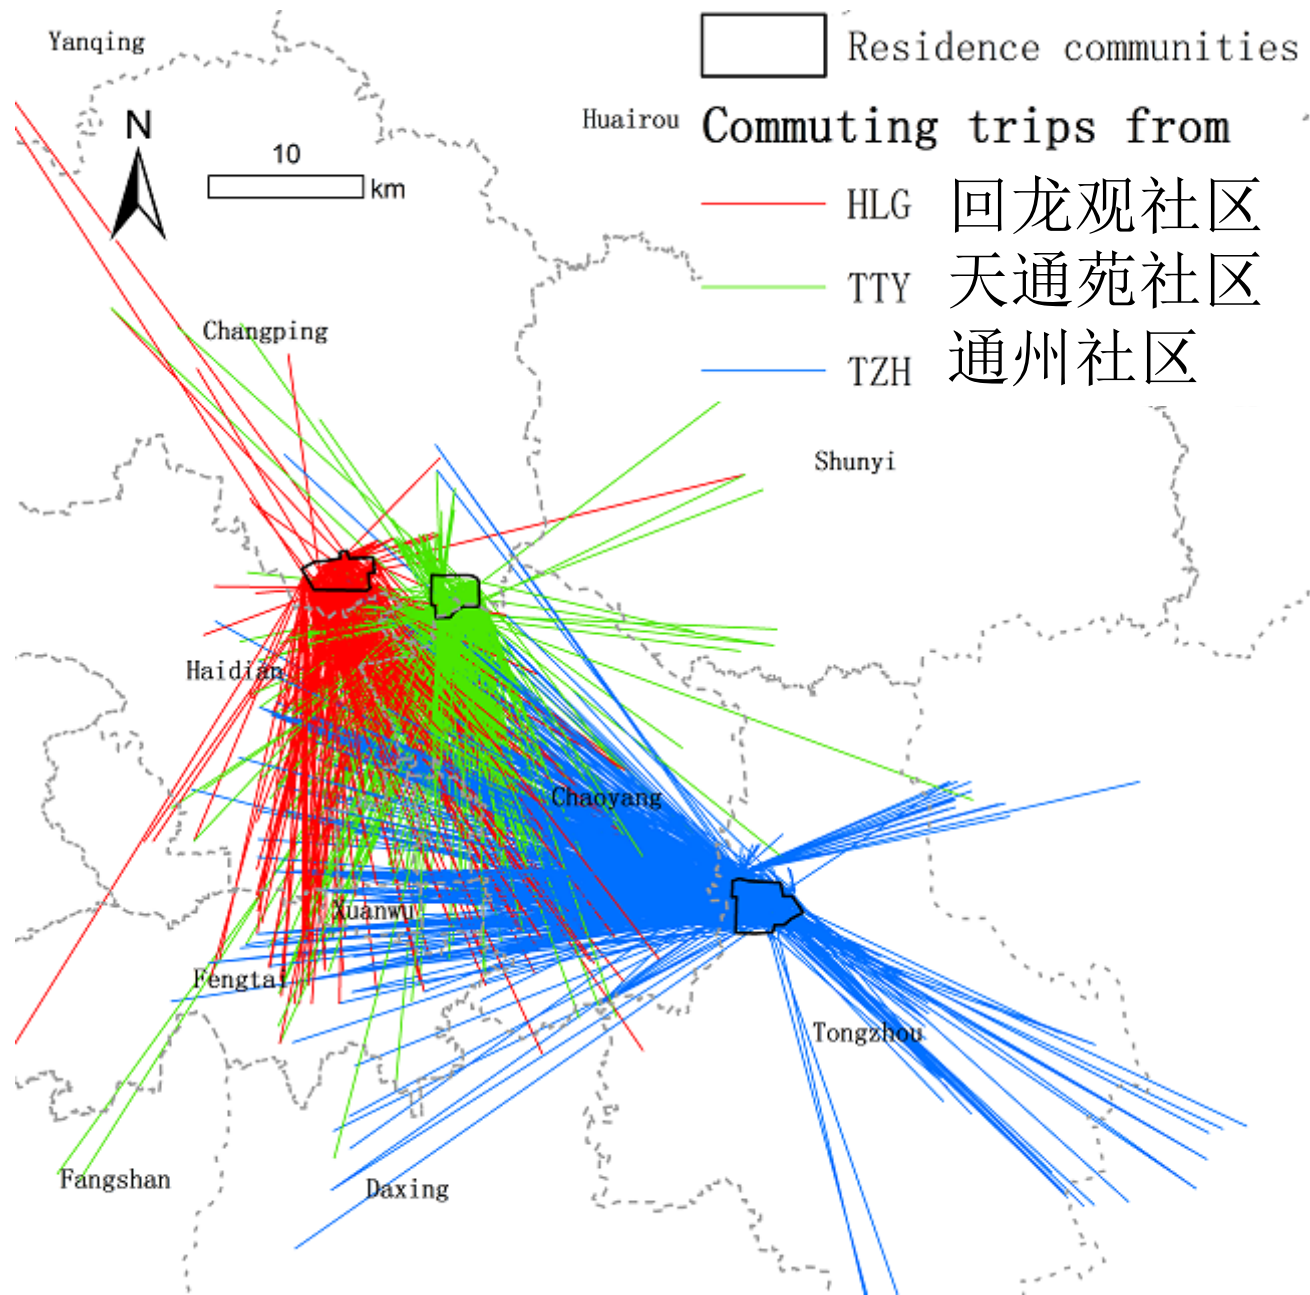 Yanqing
Residence communities
Huairou
Commuting trips from
N
10
km
HLG 回龙观社区
TTY 天通苑社区
TZH 通州社区
Changping
Shunyi
Haidian
Chaoyang
Xuanwu
Fengtai
Tongzhou
Fangshan
Daxing